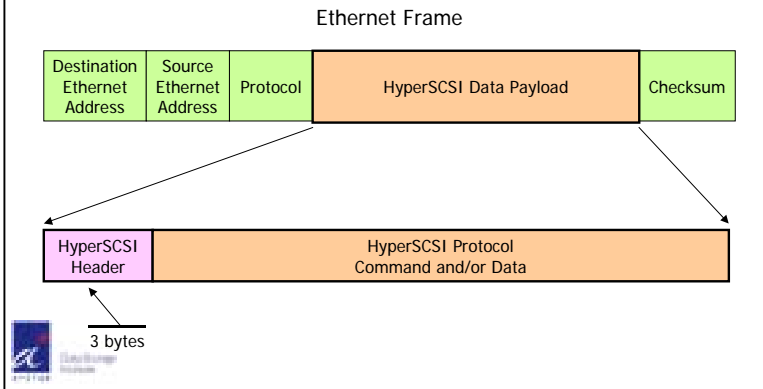 Ethernet Frame
Destination
Ethernet
Address
Source
Ethernet
Address
Protocol
HyperSCSI Data Payload
Checksum
HyperSCSI
Header
HyperSCSI Protocol
Command and/or Data
3 bytes